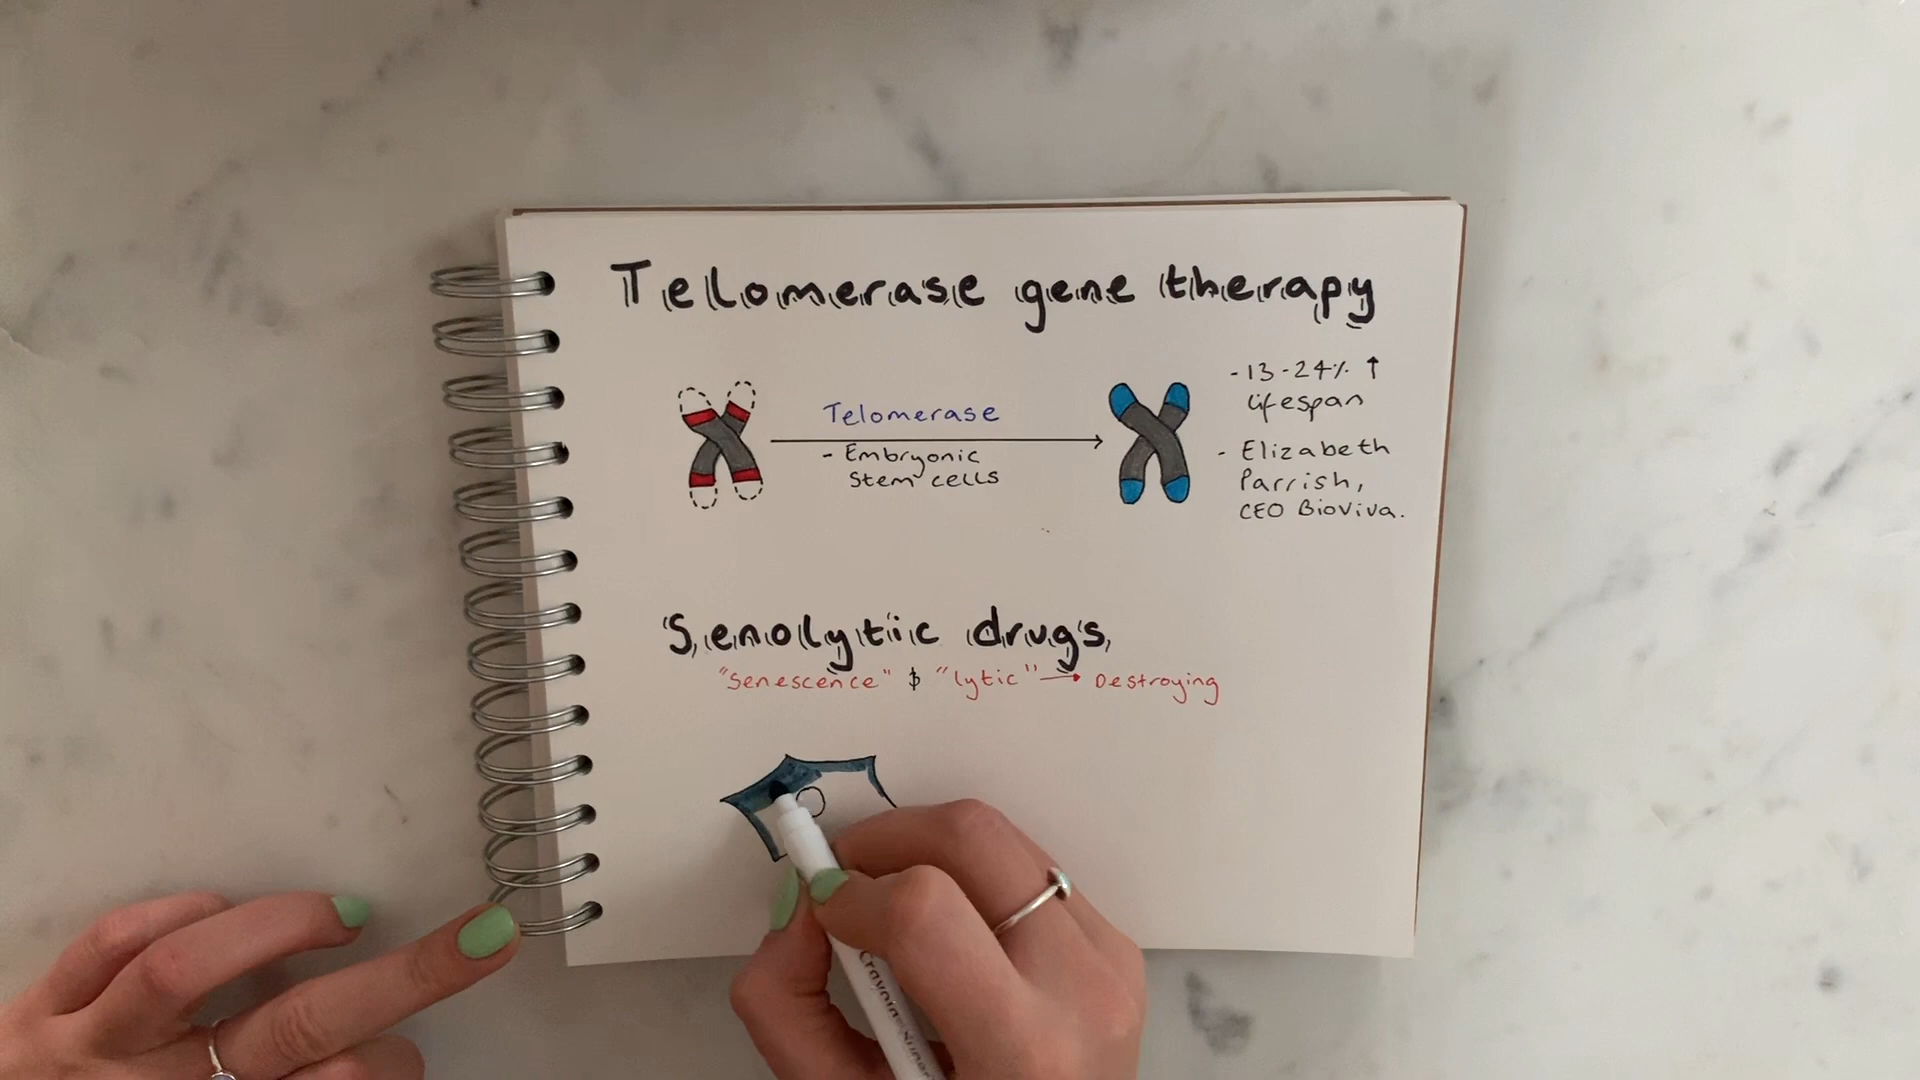 Telomerase gene therapy
Telomerase
- Embryonic
Stem cells
- 13-24% ↑
lifespan
- Elizabeth
Parrish,
CEO BioViva.
Senolytic drugs
"Senescence" & "lytic" → Destroying
Crayola